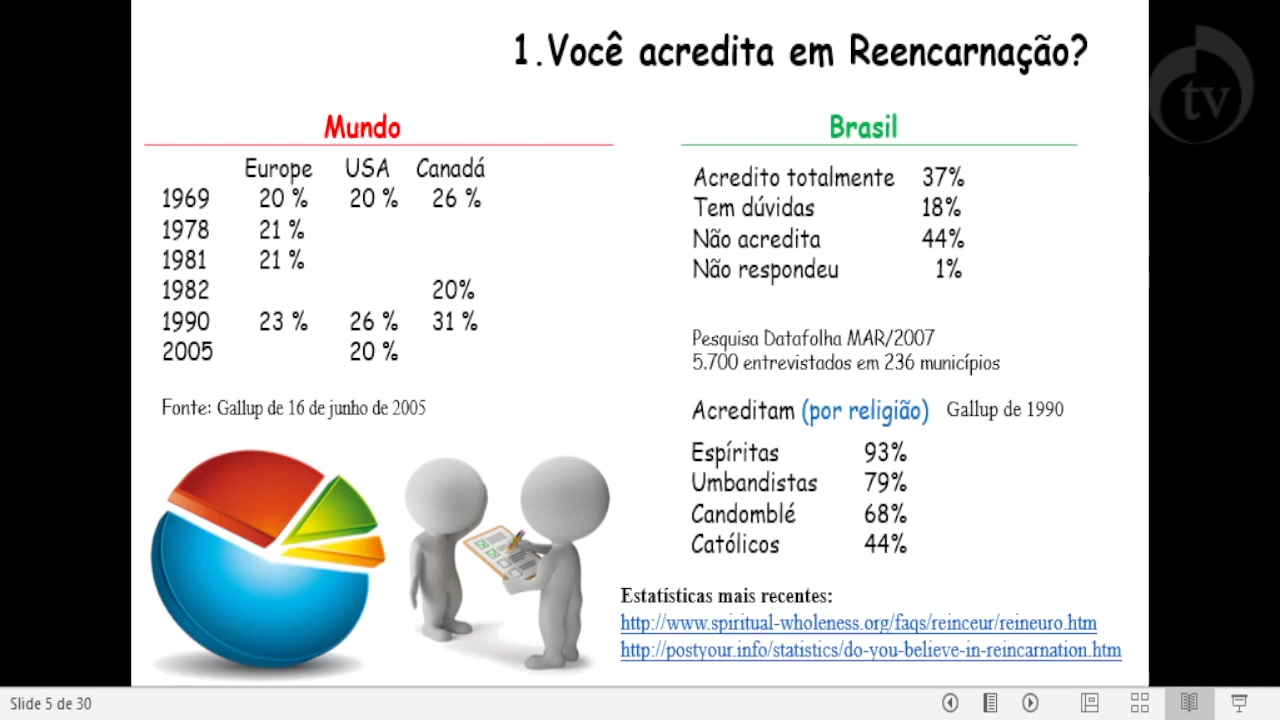 1.Você acredita em Reencarnação?
tv
Mundo
Europe USA Canadá
1969 20 % 20 % 26 %
1978 21 %
1981 21 %
1982 20%
1990 23 % 26 % 31 %
2005 20 %
Fonte: Gallup de 16 de junho de 2005
Brasil
Acredito totalmente 37%
Tem dúvidas 18%
Não acredita 44%
Não respondeu 1%
Pesquisa Datafolha MAR/2007
5.700 entrevistados em 236 municípios
Acreditam (por religião) Gallup de 1990
Espíritas 93%
Umbandistas 79%
Candomblé 68%
Católicos 44%
Estatísticas mais recentes:
http://www.spiritual-wholeness.org/faqs/reinceur/reineuro.htm
http://postyour.info/statistics/do-you-believe-in-reincarnation.htm
Slide 5 de 30